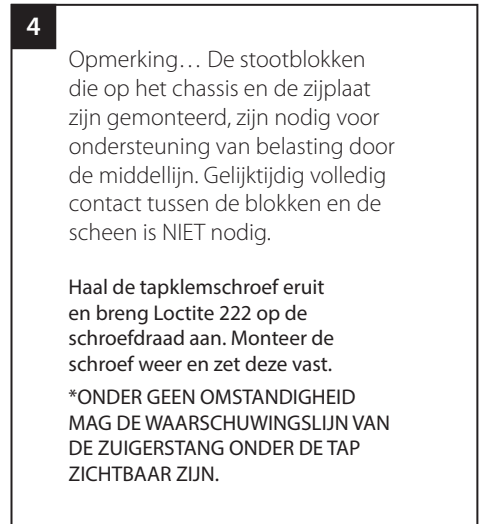 4
Opmerking… De stootblokken
die op het chassis en de zijplaat
zijn gemonteerd, zijn nodig voor
ondersteuning van belasting door
de middellijn. Gelijktijdig volledig
contact tussen de blokken en de
scheen is NIET nodig.
Haal de tapklemschroef eruit
en breng Loctite 222 op de
schroefdraad aan. Monteer de
schroef weer en zet deze vast.
*ONDER GEEN OMSTANDIGHEID
MAG DE WAARSCHUWINGSLIJN VAN
DE ZUIGERSTANG ONDER DE TAP
ZICHTBAAR ZIJN.